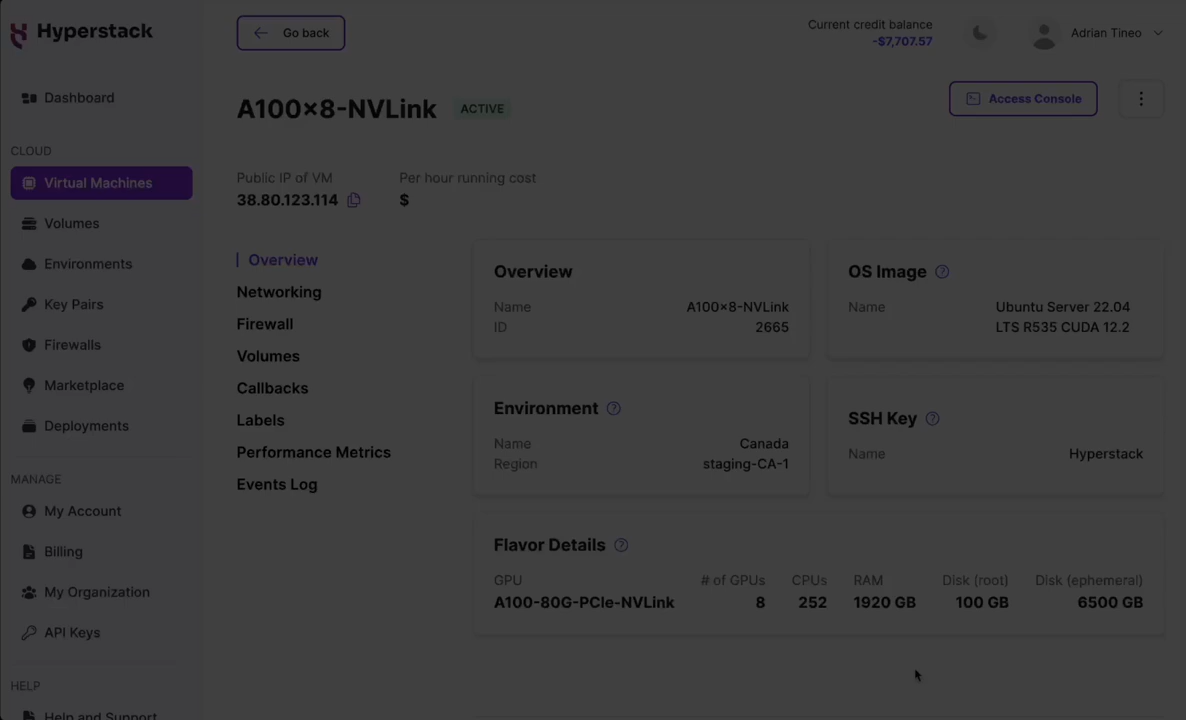 Hyperstack
Go back
Current credit balance
-$7,707.57
Adrian Tineo
Dashboard
A100x8-NVLink
ACTIVE
Access Console
CLOUD
Virtual Machines
Public IP of VM
Per hour running cost
38.80.123.114
$
Volumes
Environments
Key Pairs
Firewalls
Marketplace
Deployments
MANAGE
My Account
Billing
My Organization
API Keys
HELP
Help and Support
Overview
Networking
Firewall
Volumes
Callbacks
Labels
Performance Metrics
Events Log
Overview
Name A100x8-NVLink
ID 2665
OS Image
Name Ubuntu Server 22.04
LTS R535 CUDA 12.2
Environment
Name Canada
Region staging-CA-1
SSH Key
Name Hyperstack
Flavor Details
GPU # of GPUs CPUs RAM Disk (root) Disk (ephemeral)
A100-80G-PCIe-NVLink 8 252 1920 GB 100 GB 6500 GB